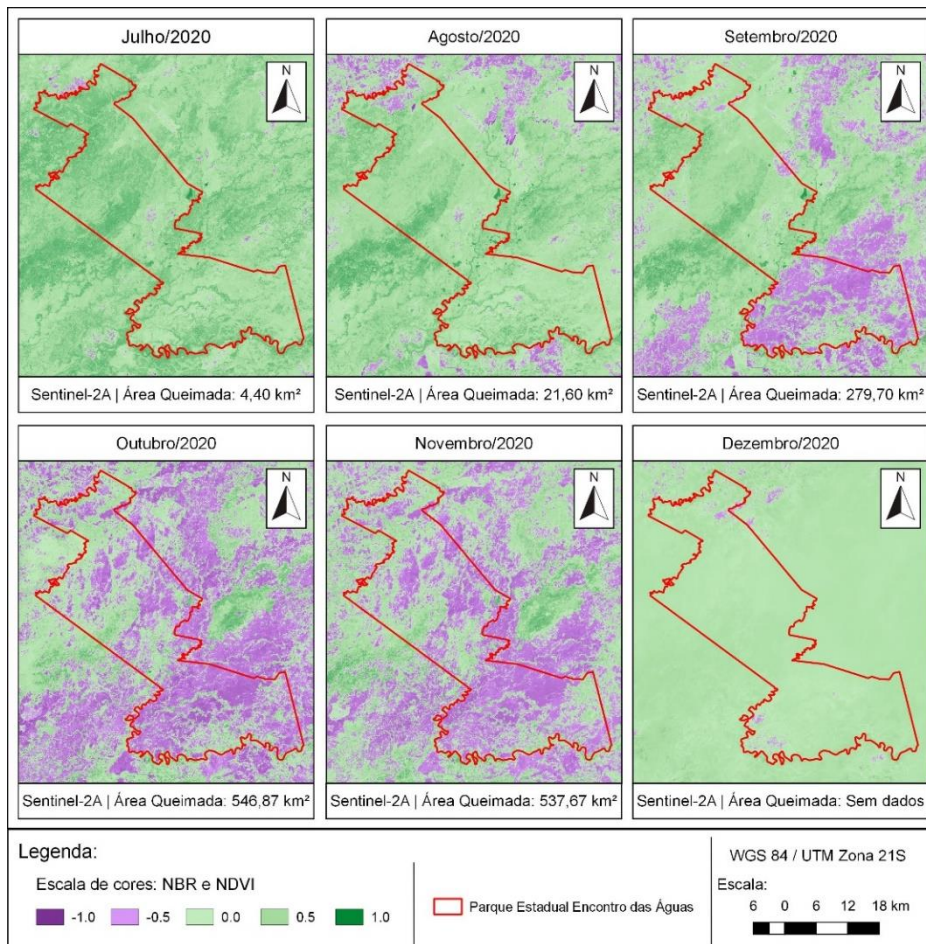 Julho/2020
Agosto/2020
Setembro/2020
N
N
N
Sentinel-2A | Área Queimada: 4,40 km²
Sentinel-2A | Área Queimada: 21,60 km²
Sentinel-2A | Área Queimada: 279,70 km²
Outubro/2020
Novembro/2020
Dezembro/2020
N
N
N
Sentinel-2A | Área Queimada: 546,87 km²
Sentinel-2A | Área Queimada: 537,67 km²
Sentinel-2A | Área Queimada: Sem dados
Legenda:
Escala de cores: NBR e NDVI
-1.0 -0.5 0.0 0.5 1.0
Parque Estadual Encontro das Águas
WGS 84 / UTM Zona 21S
Escala:
6 0 6 12 18 km